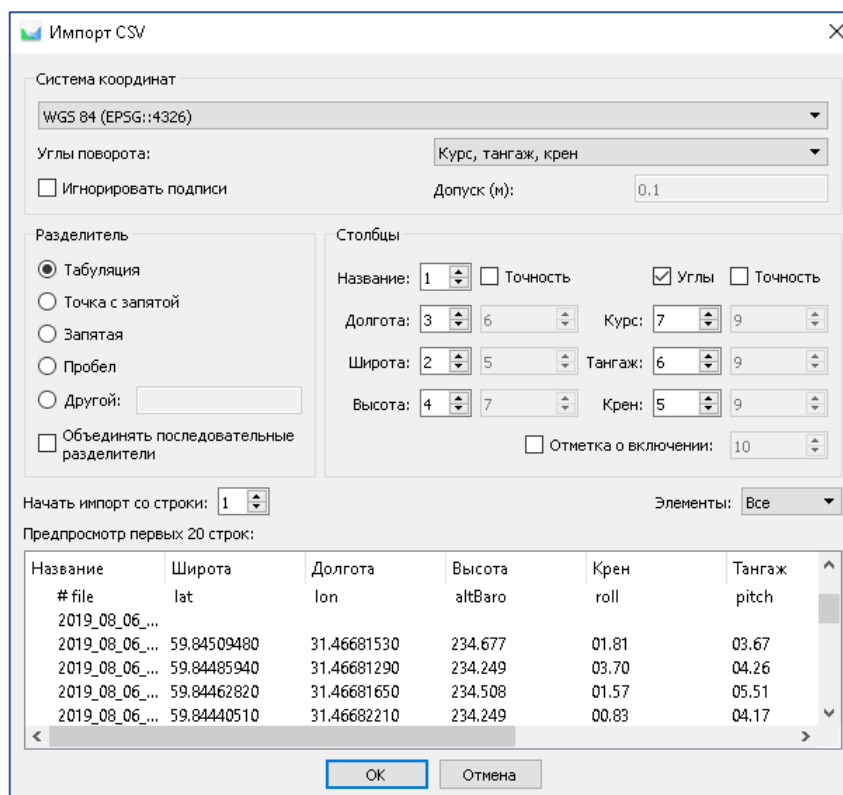 Импорт CSV
Система координат
WGS 84 (EPSG::4326)
Углы поворота: Курс, тангаж, крен
Игнорировать подписи Допуск (м): 0.1
Разделитель
Табуляция
Точка с запятой
Запятая
Пробел
Другой:
Объединять последовательные
разделители
Столбцы
Название: 1 Точность Углы Точность
Долгота: 3 6 Курс: 7 9
Широта: 2 5 Тангаж: 6 9
Высота: 4 7 Крен: 5 9
Отметка о включении: 10
Начать импорт со строки: 1 Элементы: Все
Предпросмотр первых 20 строк:
Название Широта Долгота Высота Крен Тангаж
# file lat lon altBaro roll pitch
2019_08_06_...
2019_08_06_... 59.84509480 31.46681530 234.677 01.81 03.67
2019_08_06_... 59.84485940 31.46681290 234.249 03.70 04.26
2019_08_06_... 59.84462820 31.46681650 234.508 01.57 05.51
2019_08_06_... 59.84440510 31.46682210 234.249 00.83 04.17
OK Отмена